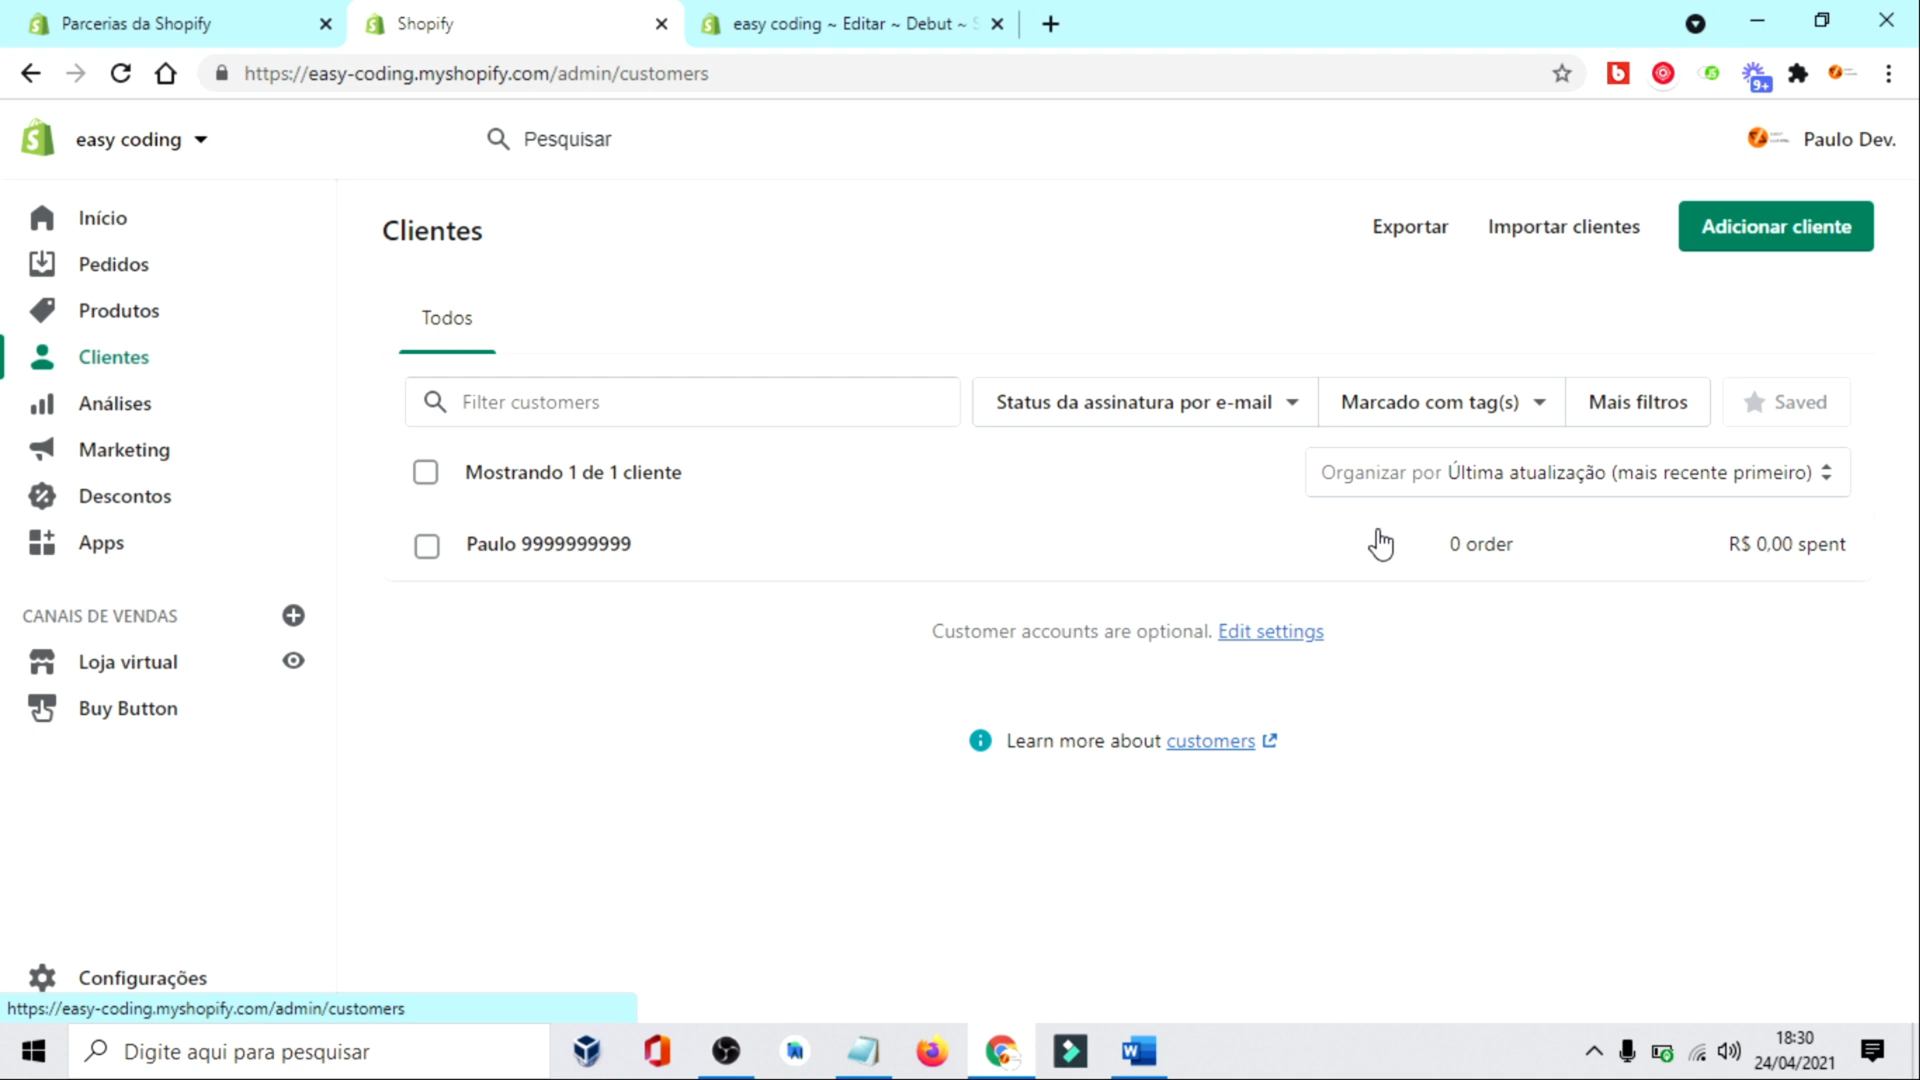 Parcerias da Shopify
Shopify
easy coding ~ Editar ~ Debut ~
https://easy-coding.myshopify.com/admin/customers
9+
easy coding
Pesquisar
Paulo Dev.
Início
Pedidos
Produtos
Clientes
Análises
Marketing
Descontos
Apps
CANAIS DE VENDAS
Loja virtual
Buy Button
Configurações
Clientes
Exportar
Importar clientes
Adicionar cliente
Todos
Filter customers
Status da assinatura por e-mail
Marcado com tag(s)
Mais filtros
Saved
Mostrando 1 de 1 cliente
Organizar por Última atualização (mais recente primeiro)
Paulo 9999999999
0 order
R$ 0,00 spent
Customer accounts are optional. Edit settings
Learn more about customers
https://easy-coding.myshopify.com/admin/customers
Digite aqui para pesquisar
18:30
24/04/2021